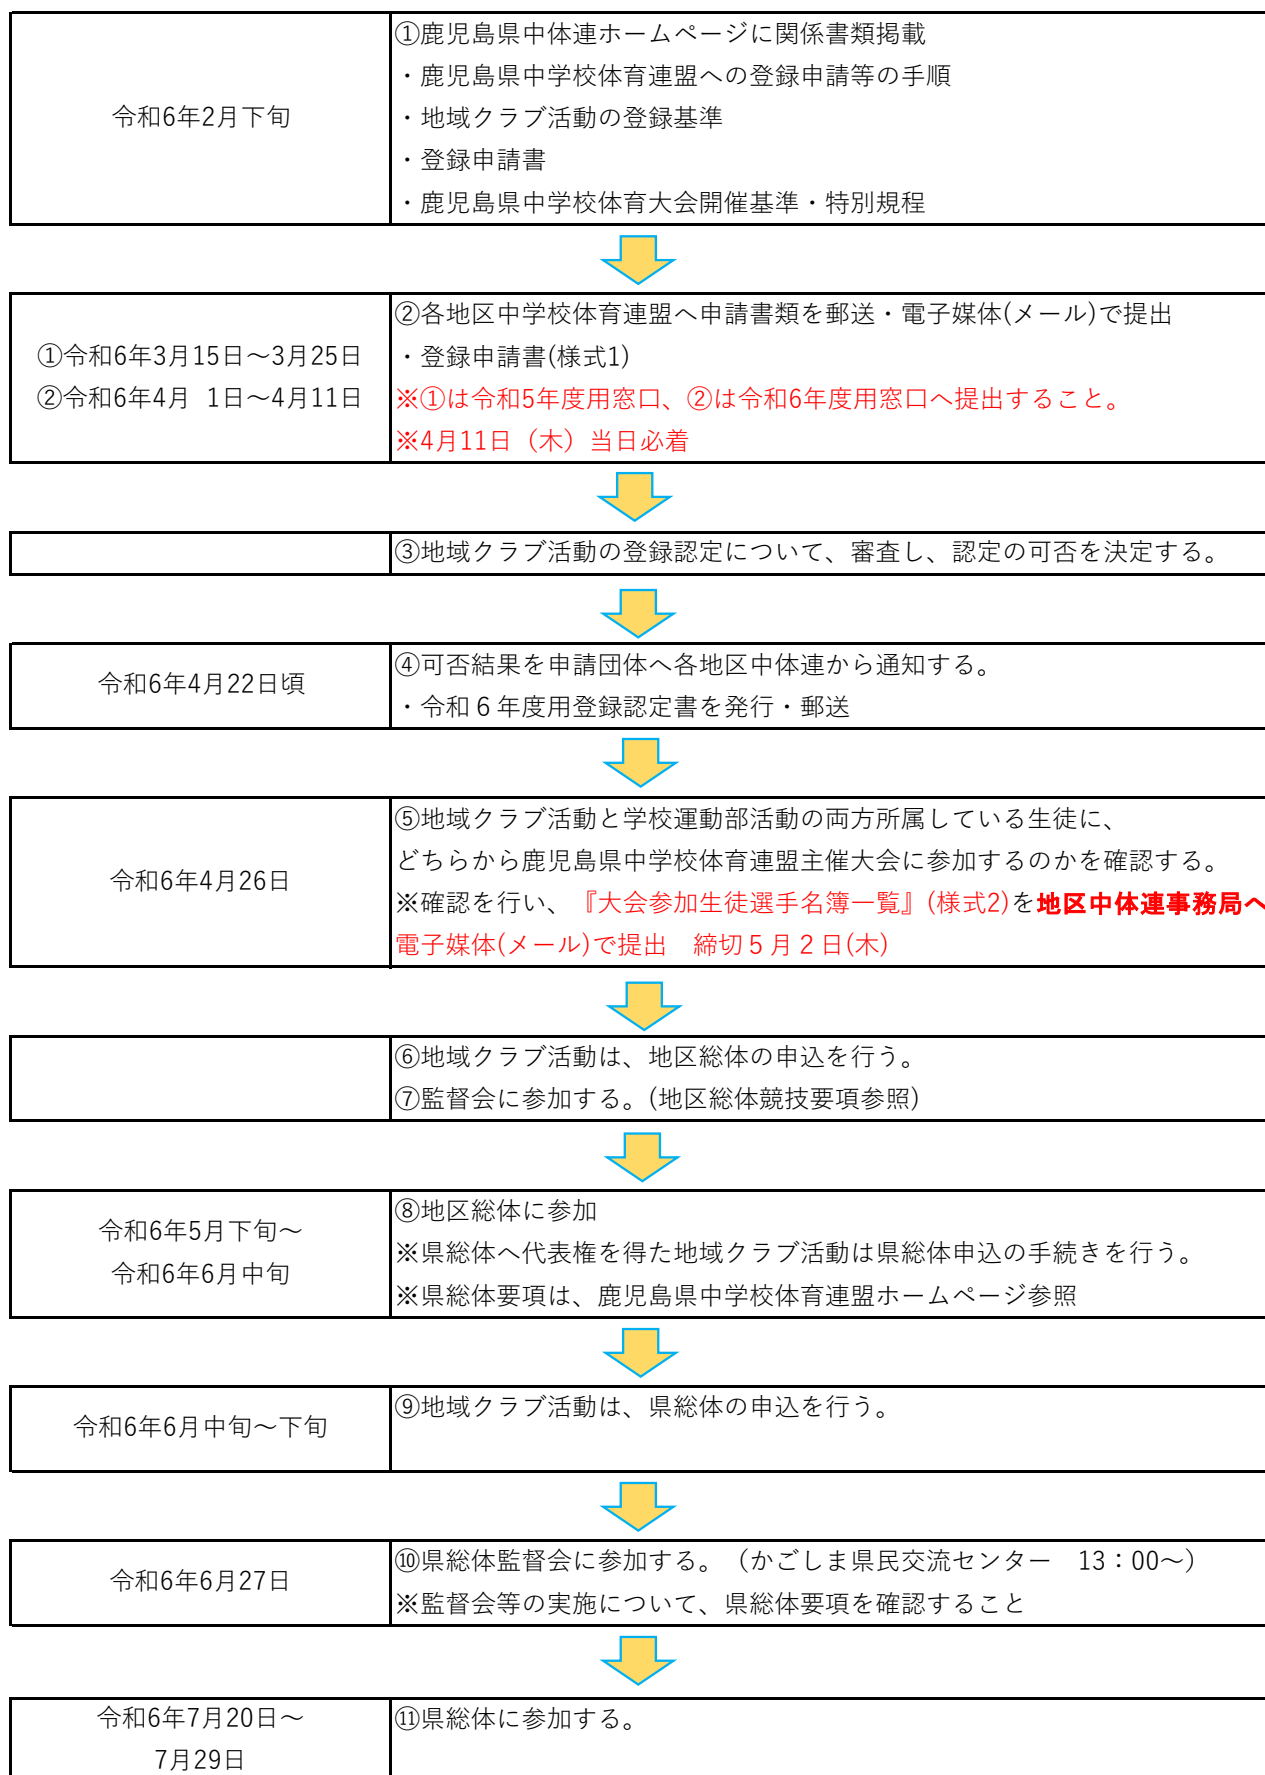 令和6年2月下旬
①鹿児島県中体連ホームページに関係書類掲載
・鹿児島県中学校体育連盟への登録申請等の手順
・地域クラブ活動の登録基準
・登録申請書
・鹿児島県中学校体育大会開催基準・特別規程
①令和6年3月15日～3月25日
②令和6年4月 1日～4月11日
②各地区中学校体育連盟へ申請書類を郵送・電子媒体(メール)で提出
・登録申請書(様式1)
※①は令和5年度用窓口、②は令和6年度用窓口へ提出すること。
※4月11日（木）当日必着
③地域クラブ活動の登録認定について、審査し、認定の可否を決定する。
令和6年4月22日頃
④可否結果を申請団体へ各地区中体連から通知する。
・令和６年度用登録認定書を発行・郵送
令和6年4月26日
⑤地域クラブ活動と学校運動部活動の両方所属している生徒に、
どちらから鹿児島県中学校体育連盟主催大会に参加するのかを確認する。
※確認を行い、『大会参加生徒選手名簿一覧』(様式2)を地区中体連事務局へ
電子媒体(メール)で提出　締切５月２日(木)
⑥地域クラブ活動は、地区総体の申込を行う。
⑦監督会に参加する。(地区総体競技要項参照)
令和6年5月下旬～
令和6年6月中旬
⑧地区総体に参加
※県総体へ代表権を得た地域クラブ活動は県総体申込の手続きを行う。
※県総体要項は、鹿児島県中学校体育連盟ホームページ参照
令和6年6月中旬～下旬
⑨地域クラブ活動は、県総体の申込を行う。
令和6年6月27日
⑩県総体監督会に参加する。（かごしま県民交流センター　13：00～）
※監督会等の実施について、県総体要項を確認すること
令和6年7月20日～
7月29日
⑪県総体に参加する。